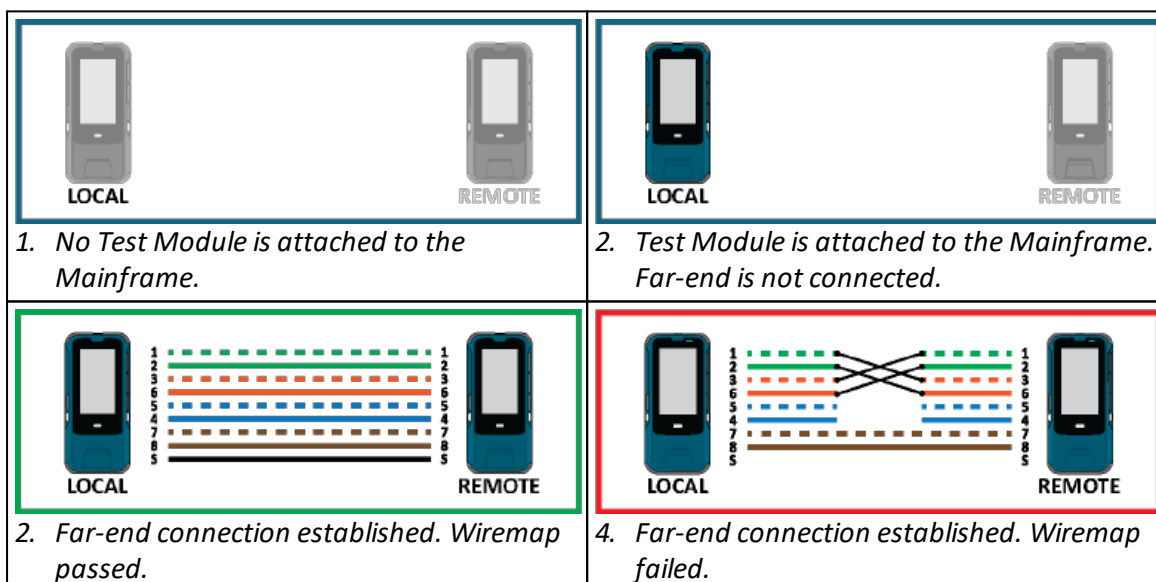 LOCAL
REMOTE
1. No Test Module is attached to the
Mainframe.
LOCAL
REMOTE
2. Test Module is attached to the Mainframe.
Far-end is not connected.
1 1
2 2
3 3
6 6
5 5
4 4
7 7
8 8
S S
LOCAL
REMOTE
2. Far-end connection established. Wiremap
passed.
1 1
2 2
3 3
6 6
5 5
4 4
7 7
8 8
S S
LOCAL
REMOTE
4. Far-end connection established. Wiremap
failed.